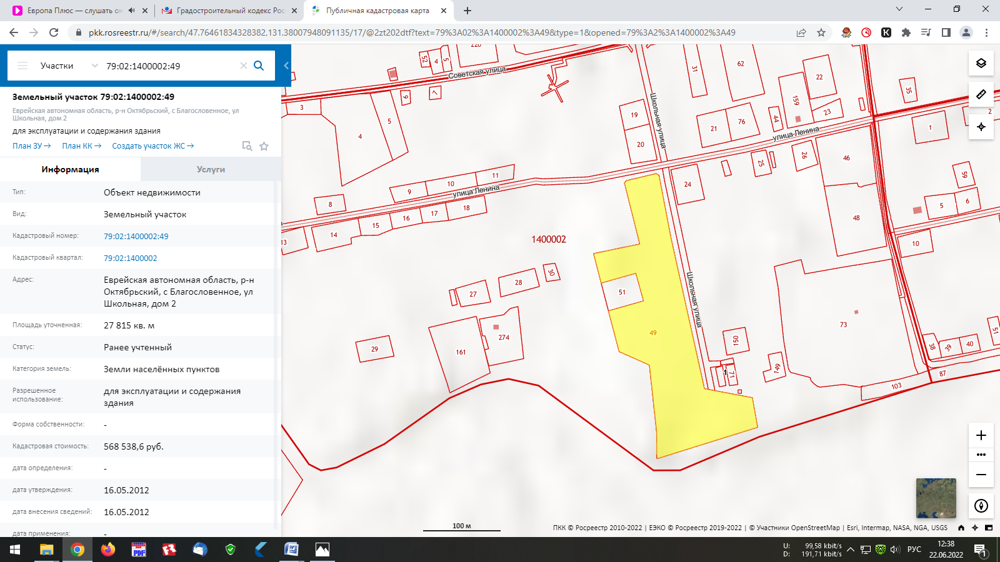 Европа Плюс — слушать он
Градостроительный кодекс Рос
Публичная кадастровая карта
pkk.rosreestr.ru/#/search/47.76461834328382,131.38007948091135/17/@2zt202dtf?text=79%3A02%3A1400002%3A49&type=1&opened=79%3A2%3A1400002%3A49
Участки
79:02:1400002:49
Земельный участок 79:02:1400002:49
Еврейская автономная область, р-н Октябрьский, с Благословенное, ул
Школьная, дом 2
для эксплуатации и содержания здания
План ЗУ→ План КК→ Создать участок ЖС→
Информация
Услуги
Тип: Объект недвижимости
Вид: Земельный участок
Кадастровый номер: 79:02:1400002:49
Кадастровый квартал: 79:02:1400002
Адрес: Еврейская автономная область, р-н
Октябрьский, с Благословенное, ул
Школьная, дом 2
Площадь уточненная: 27 815 кв. м
Статус: Ранее учтенный
Категория земель: Земли населённых пунктов
Разрешенное
использование:
для эксплуатации и содержания
здания
Форма собственности: -
Кадастровая стоимость: 568 538,6 руб.
дата определения: -
дата утверждения: 16.05.2012
дата внесения сведений: 16.05.2012
дата применения: -
220
52
4
5
Советская улица
6
7
3
4
5
31
62
22
35
159
23
2
19
20
Школьная улица
21
76
44
улица Ленина
1
46
26
25
24
59
9
10
11
улица Ленина
8
18
17
16
15
14
13
5
6
48
10
1400002
30
28
27
51
Школьная улица
49
73
274
161
29
150
51
38
39
40
149
1
71
87
103
100 м
ПКК © Росреестр 2010-2022 | ЕЭКО © Росреестр 2019-2022 | © Участники OpenStreetMap | Esri, Intermap, NASA, NGA, USGS
PDF
U: 99,58 kbit/s
D: 191,71 kbit/s
РУС
12:38
22.06.2022
1